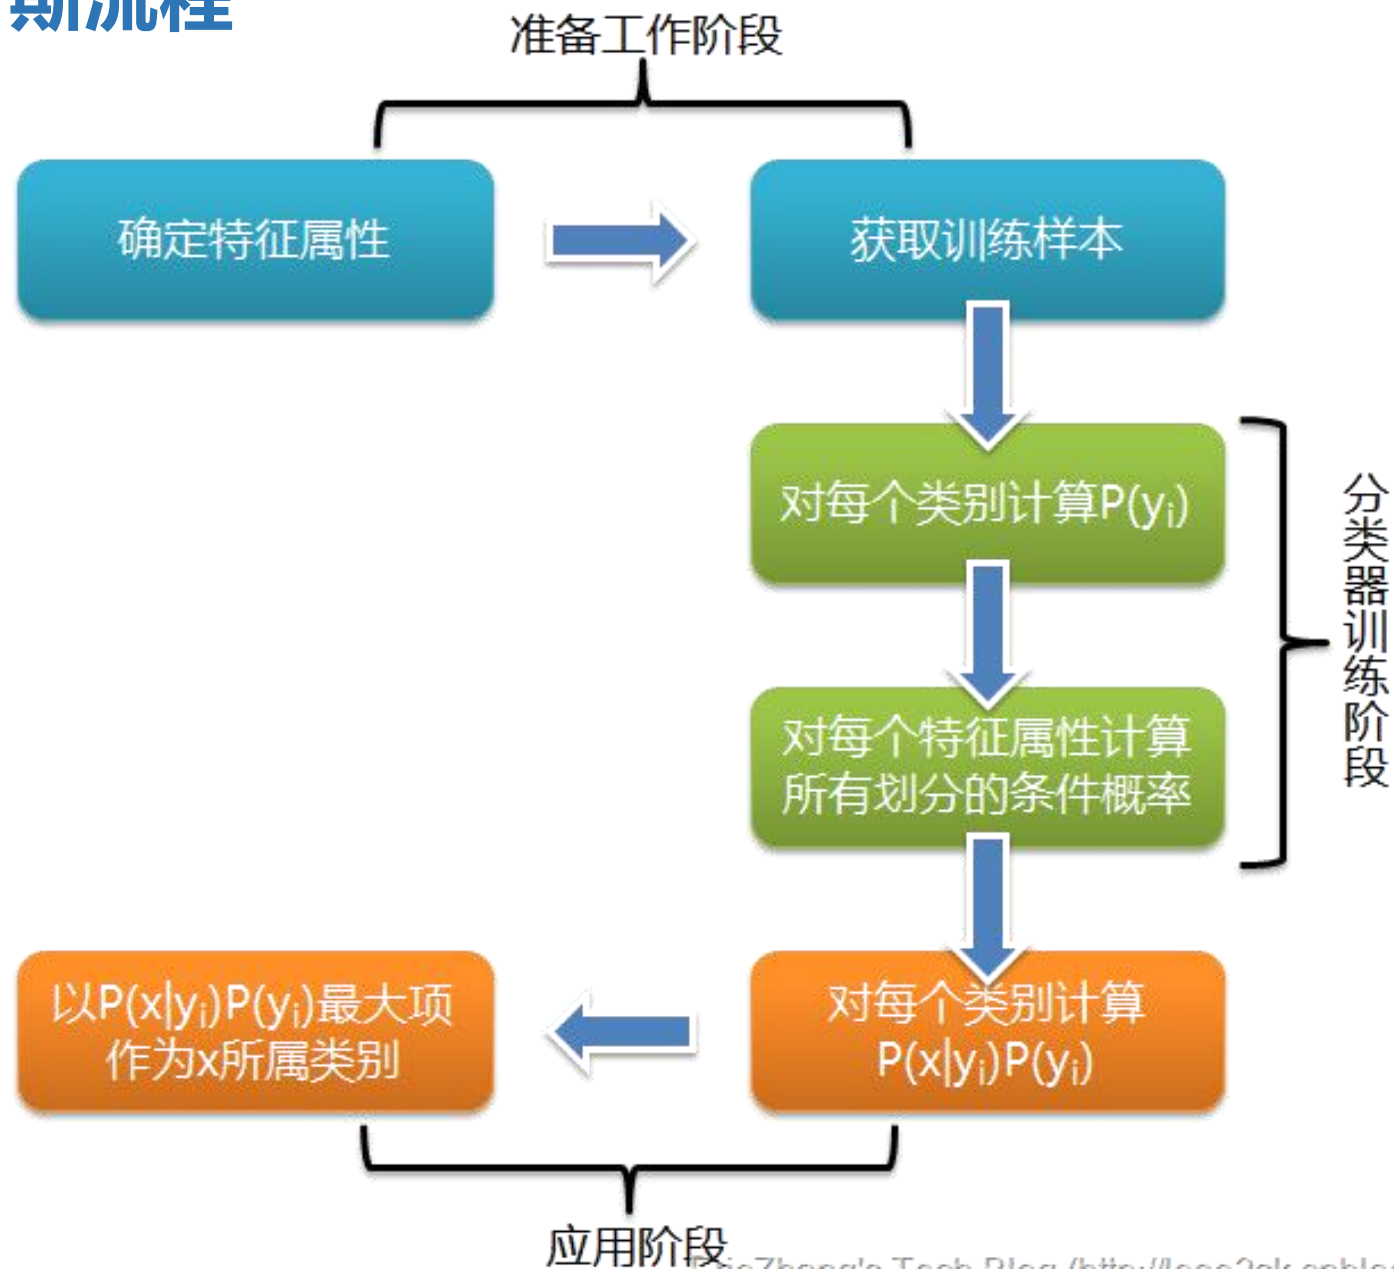 斯流程
准备工作阶段
确定特征属性
获取训练样本
对每个类别计算P(yi)
对每个特征属性计算
所有划分的条件概率
分类器训练阶段
对每个类别计算
P(x|yi)P(yi)
以P(x|yi)P(yi)最大项
作为x所属类别
应用阶段
Tech Blog